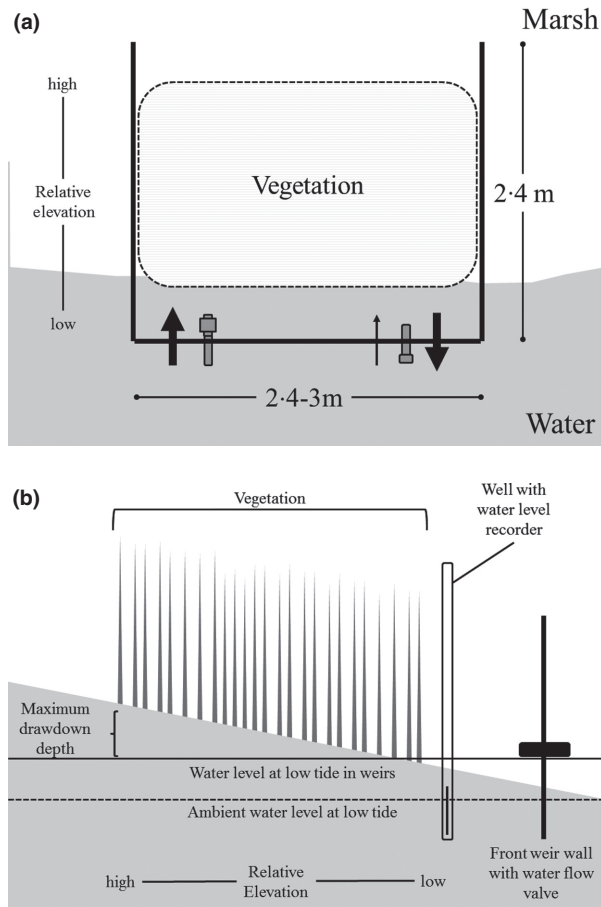 (a)
Marsh
high
Relative
elevation
low
Vegetation
2·4 m
2·4-3m
Water
(b)
Vegetation
Well with
water level
recorder
Maximum
drawdown
depth
Water level at low tide in weirs
Ambient water level at low tide
high
Relative
Elevation
low
Front weir wall
with water flow
valve